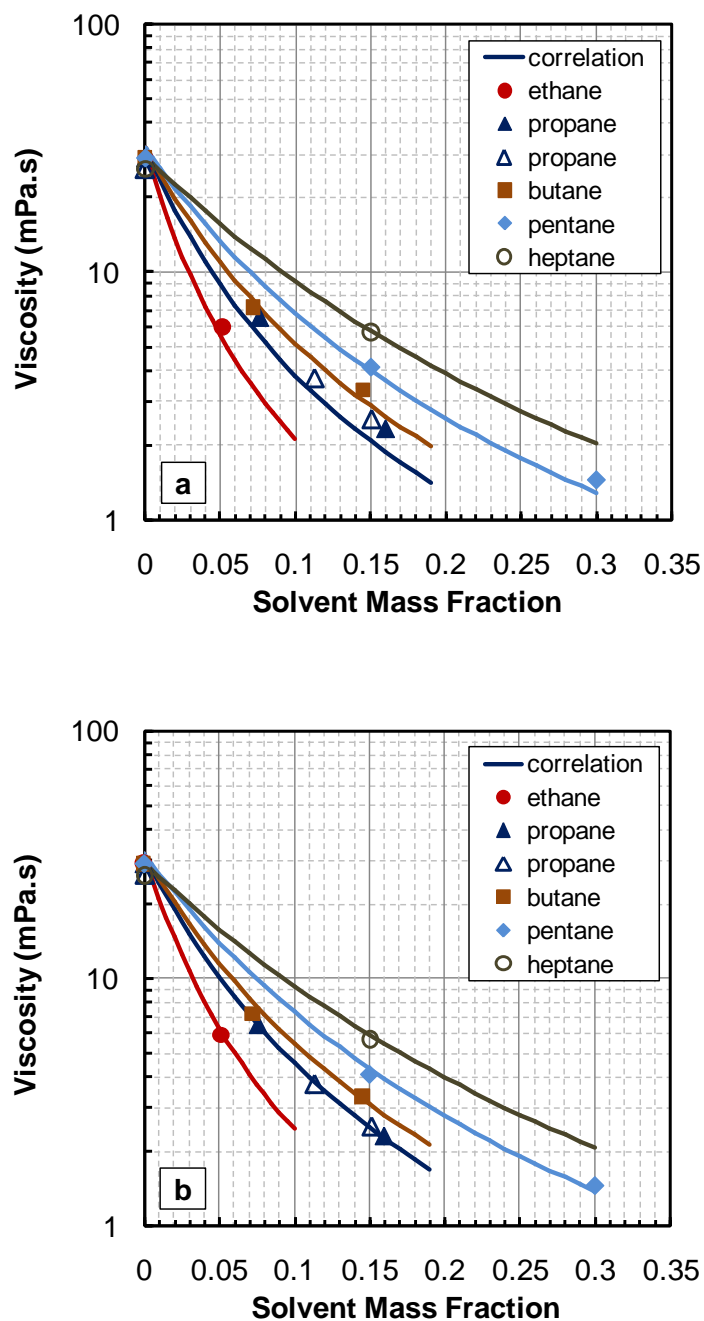 100
10
1
Viscosity (mPa.s)
correlation
ethane
propane
propane
butane
pentane
heptane
a
0 0.05 0.1 0.15 0.2 0.25 0.3 0.35
Solvent Mass Fraction
100
10
1
Viscosity (mPa.s)
correlation
ethane
propane
propane
butane
pentane
heptane
b
0 0.05 0.1 0.15 0.2 0.25 0.3 0.35
Solvent Mass Fraction